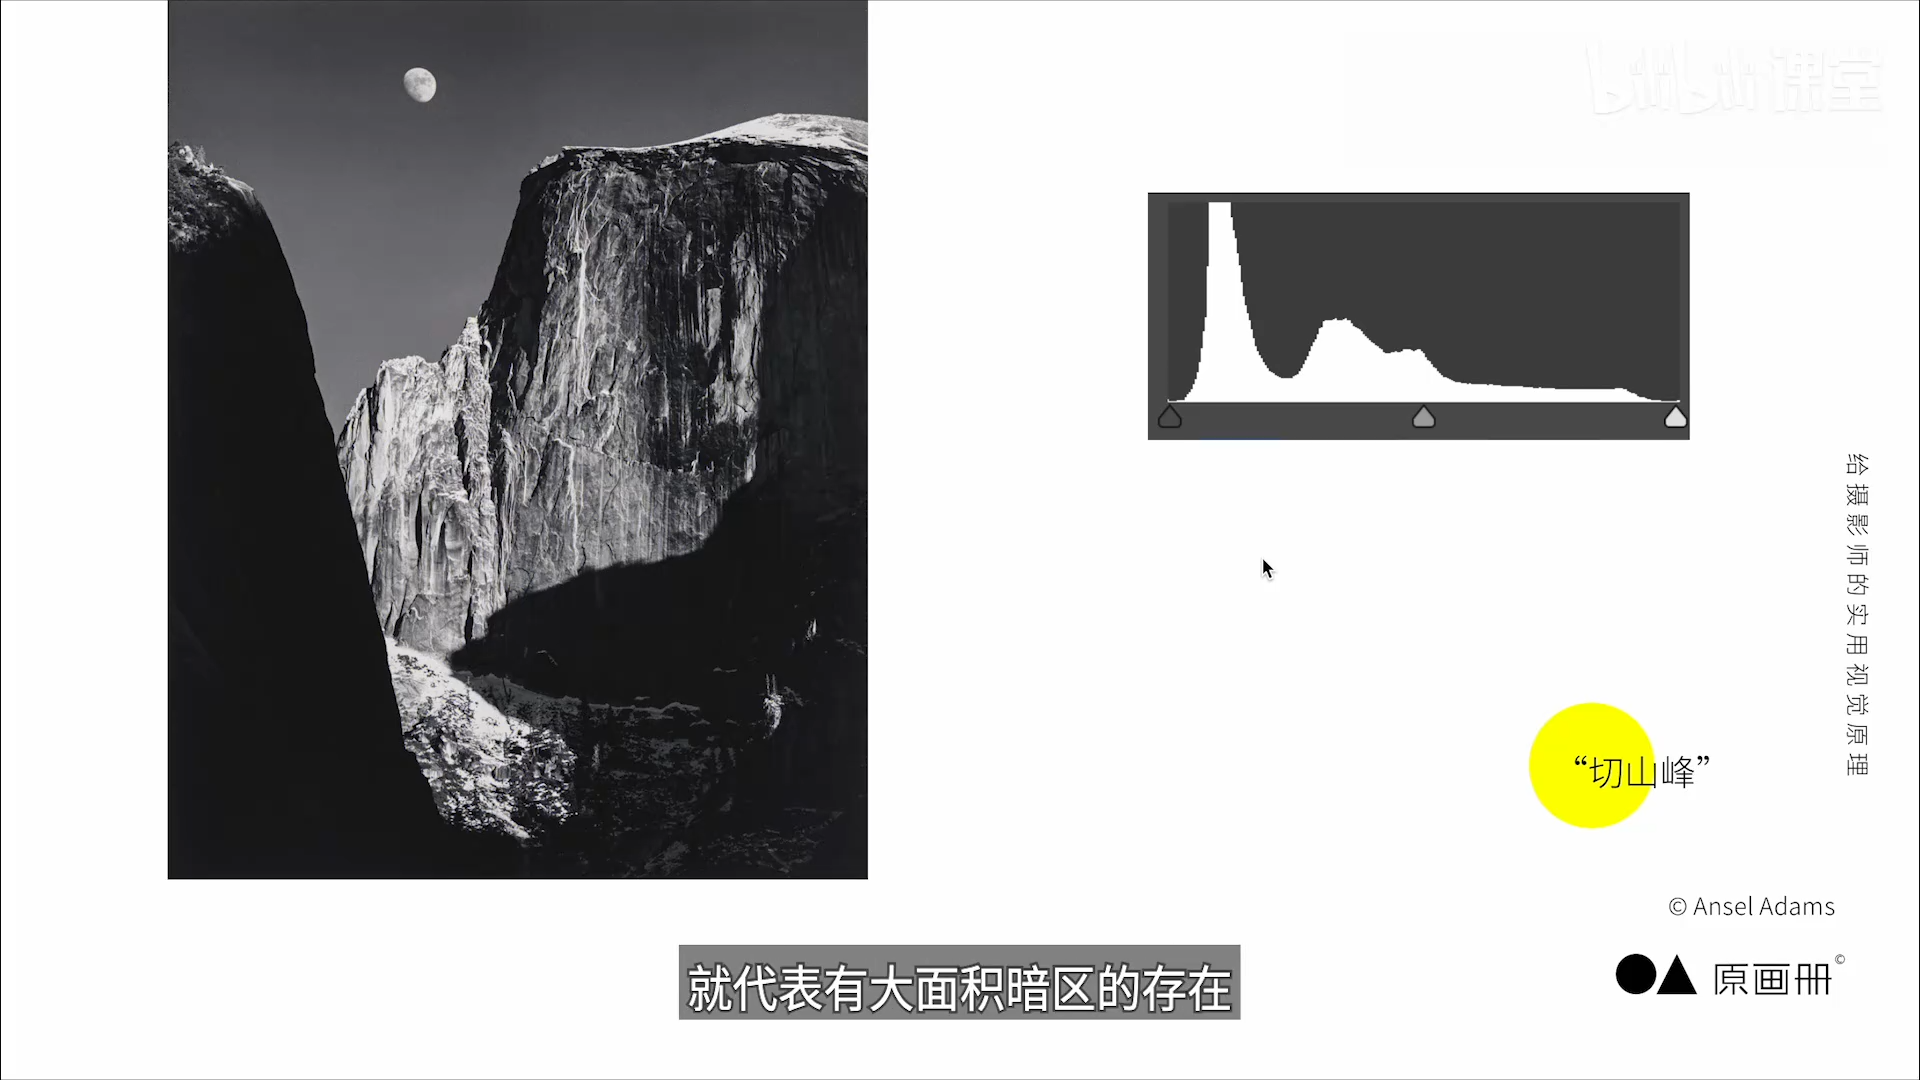 bilibili课堂
给摄影师的实用视觉原理
“切山峰”
© Ansel Adams
原画册©
就代表有大面积暗区的存在